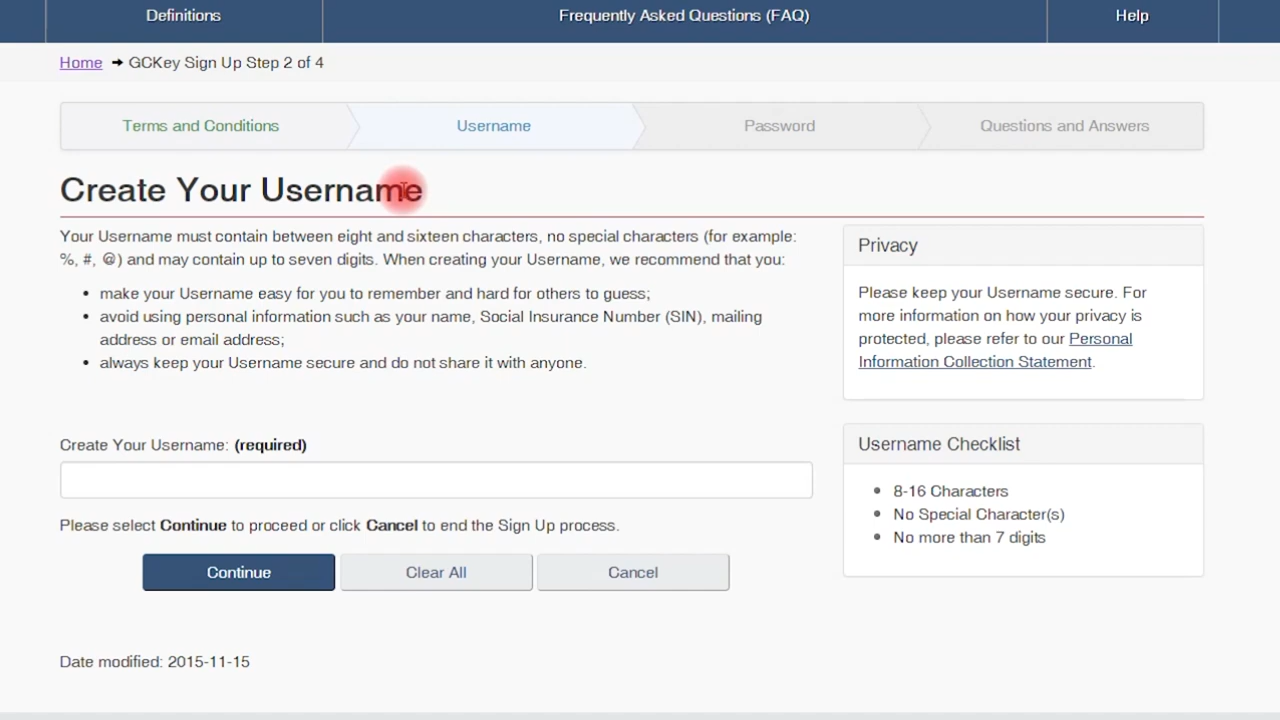 Definitions
Frequently Asked Questions (FAQ)
Help
Home → GCKey Sign Up Step 2 of 4
Terms and Conditions
Username
Password
Questions and Answers
Create Your Username
Your Username must contain between eight and sixteen characters, no special characters (for example:
%, #, @) and may contain up to seven digits. When creating your Username, we recommend that you:
• make your Username easy for you to remember and hard for others to guess;
• avoid using personal information such as your name, Social Insurance Number (SIN), mailing
address or email address;
• always keep your Username secure and do not share it with anyone.
Create Your Username: (required)
Please select Continue to proceed or click Cancel to end the Sign Up process.
Continue
Clear All
Cancel
Privacy
Please keep your Username secure. For
more information on how your privacy is
protected, please refer to our Personal
Information Collection Statement.
Username Checklist
• 8-16 Characters
• No Special Character(s)
• No more than 7 digits
Date modified: 2015-11-15